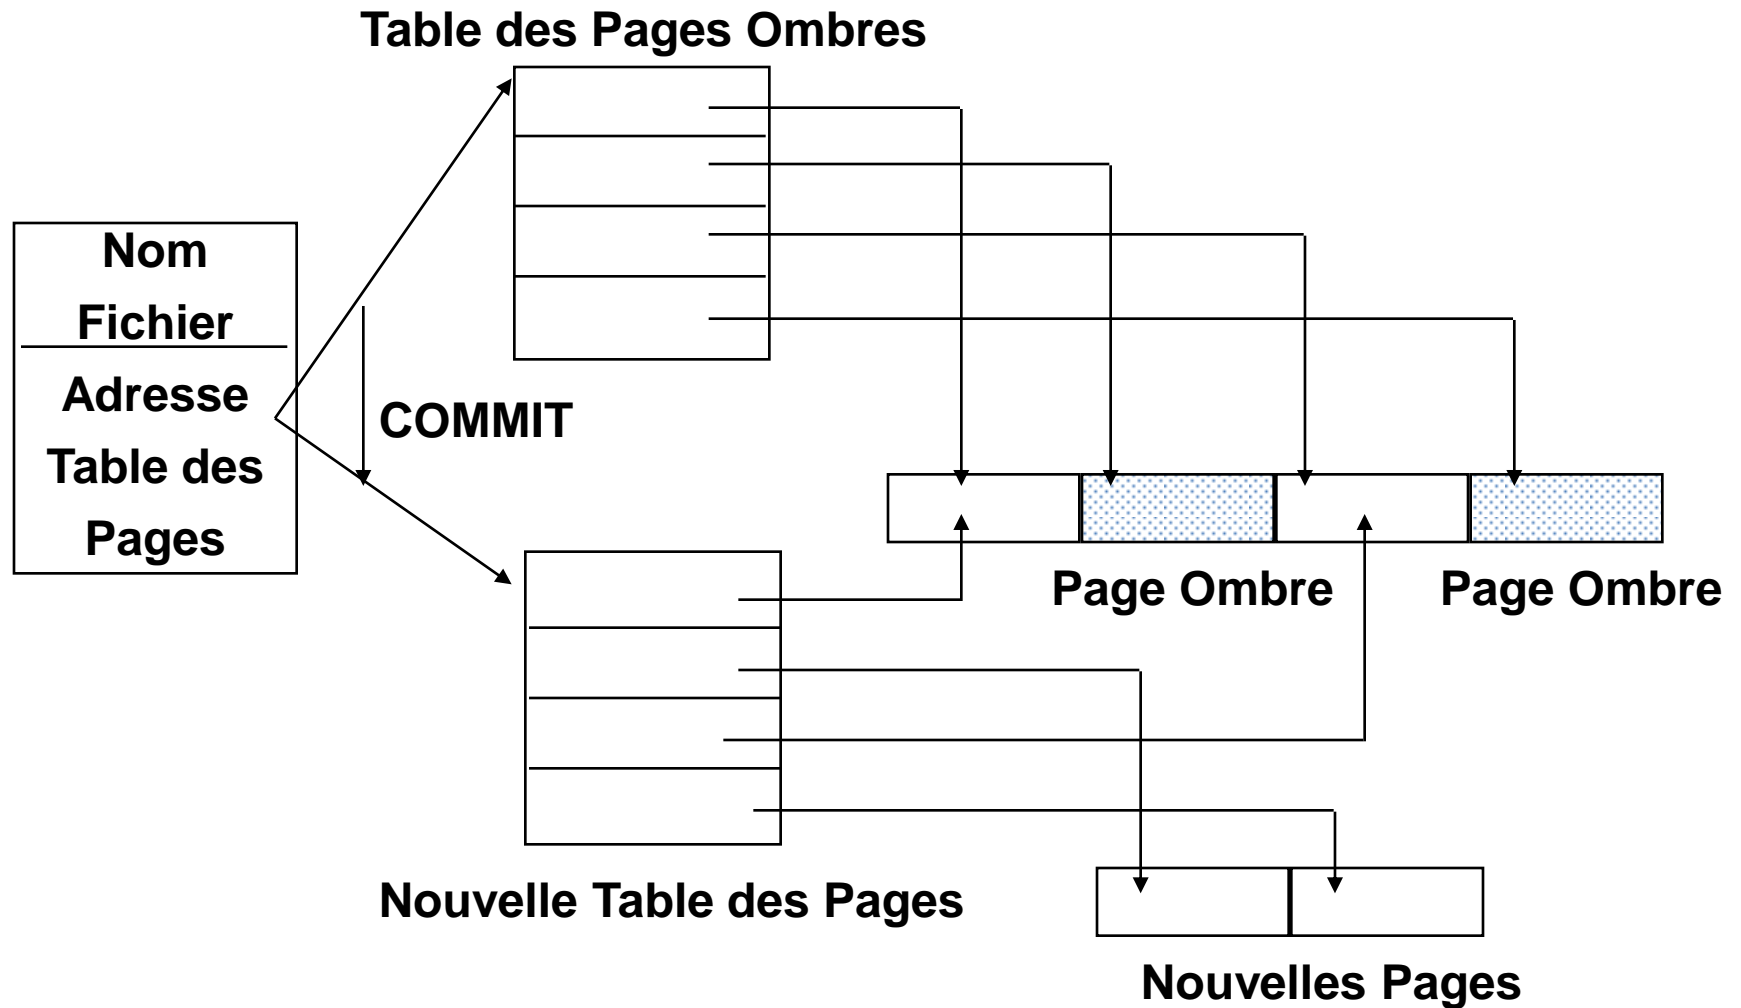 Table des Pages Ombres
Nom
Fichier
Adresse
Table des
Pages
COMMIT
Page Ombre
Page Ombre
Nouvelle Table des Pages
Nouvelles Pages